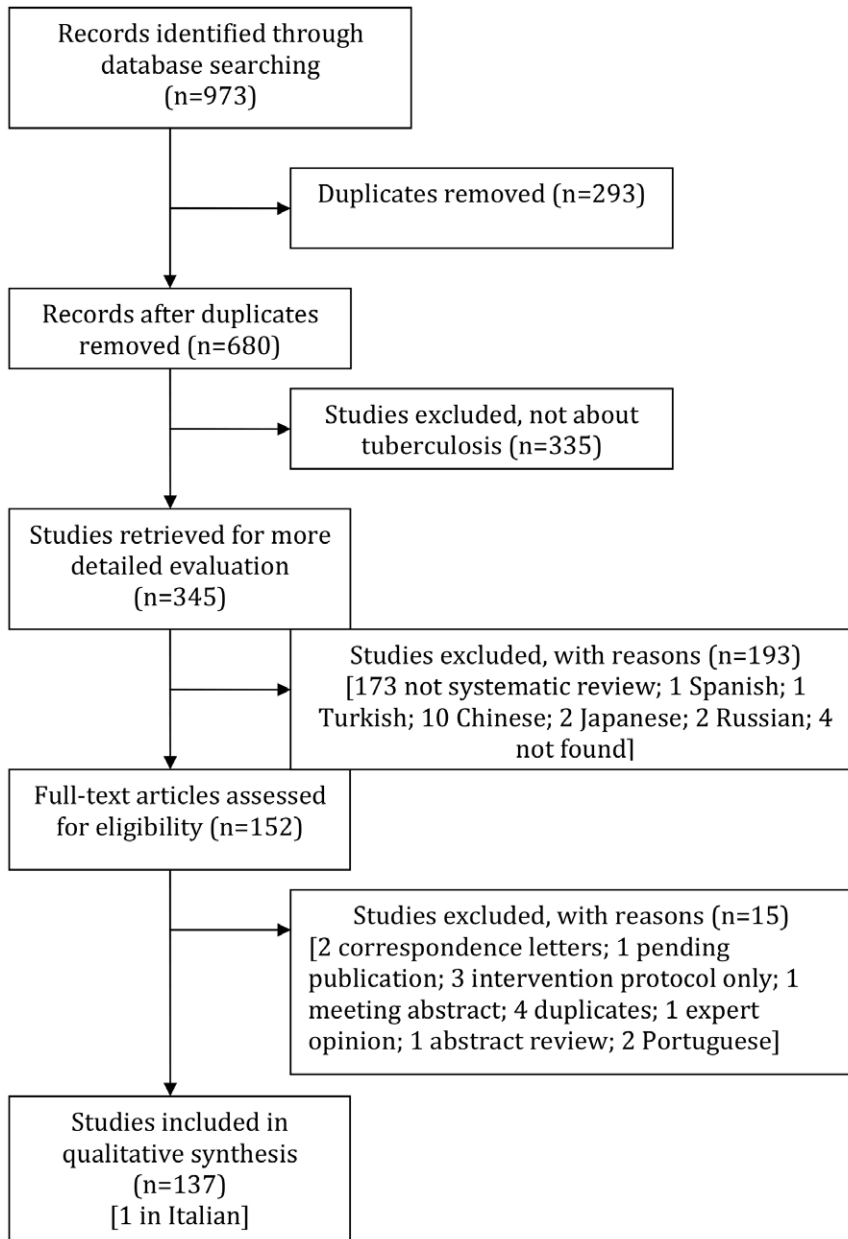 Records identified through
database searching
(n=973)
Duplicates removed (n=293)
Records after duplicates
removed (n=680)
Studies excluded, not about
tuberculosis (n=335)
Studies retrieved for more
detailed evaluation
(n=345)
Studies excluded, with reasons (n=193)
[173 not systematic review; 1 Spanish; 1
Turkish; 10 Chinese; 2 Japanese; 2 Russian; 4
not found]
Full-text articles assessed
for eligibility (n=152)
Studies excluded, with reasons (n=15)
[2 correspondence letters; 1 pending
publication; 3 intervention protocol only; 1
meeting abstract; 4 duplicates; 1 expert
opinion; 1 abstract review; 2 Portuguese]
Studies included in
qualitative synthesis
(n=137)
[1 in Italian]